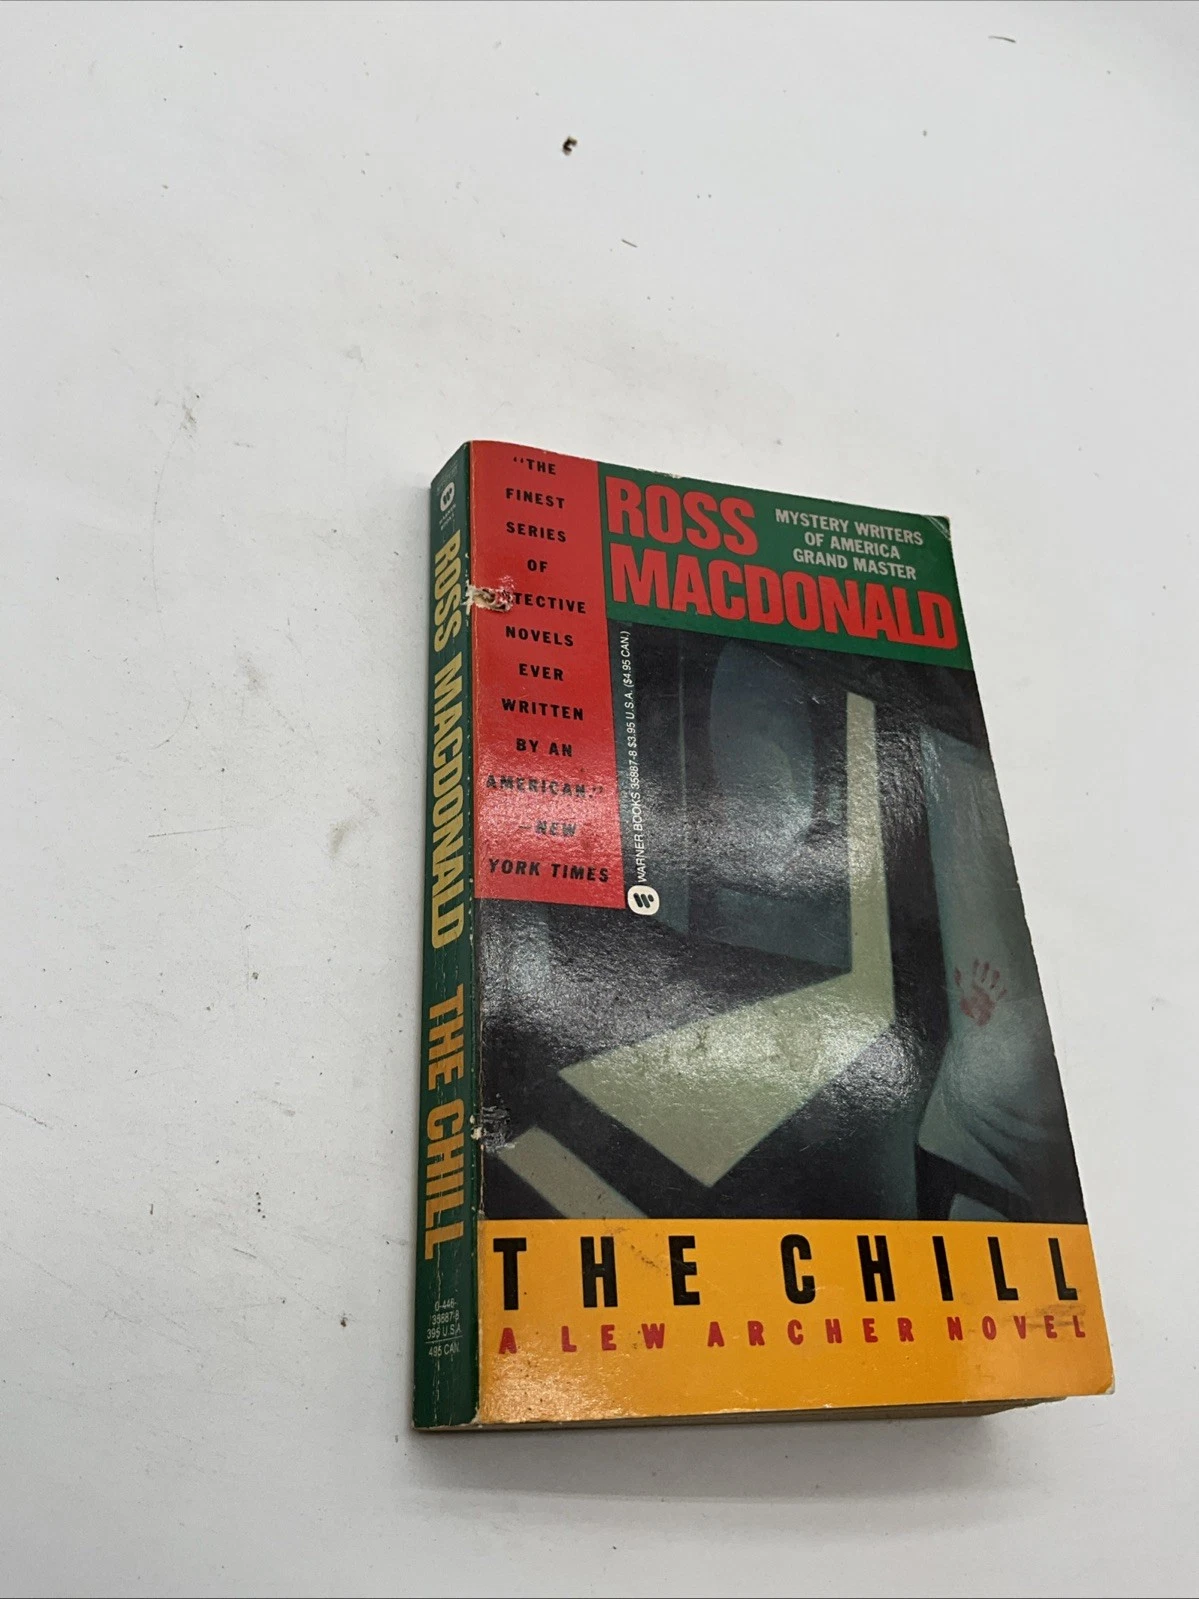 "THE
FINEST
SERIES
OF
TECTIVE
NOVELS
EVER
WRITTEN
BY AN
AMERICAN."
—NEW
YORK TIMES
ROSS
MACDONALD
MYSTERY WRITERS
OF AMERICA
GRAND MASTER
WARNER BOOKS 35887-8 $3.95 U.S.A. ($4.95 CAN.)
THE CHILL
A LEW ARCHER NOVEL
ROSS MACDONALD THE CHILL
0-446-
35887-8
395 U.S.A.
495 CAN.